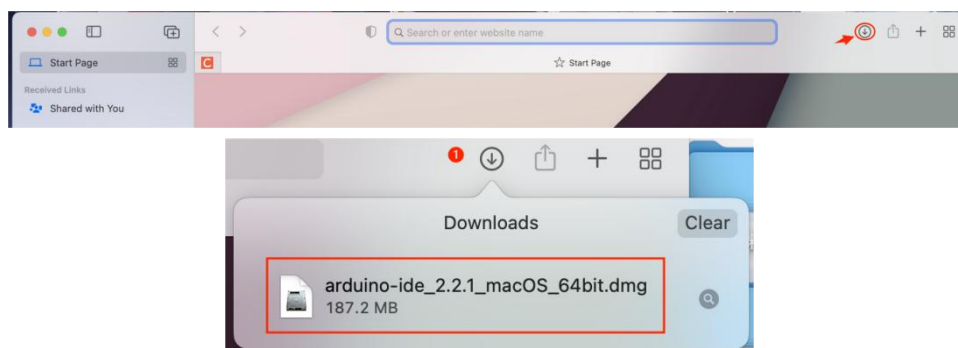 Search or enter website name
Start Page
C
Start Page
Received Links
Shared with You
1
Downloads
Clear
arduino-ide_2.2.1_macOS_64bit.dmg
187.2 MB